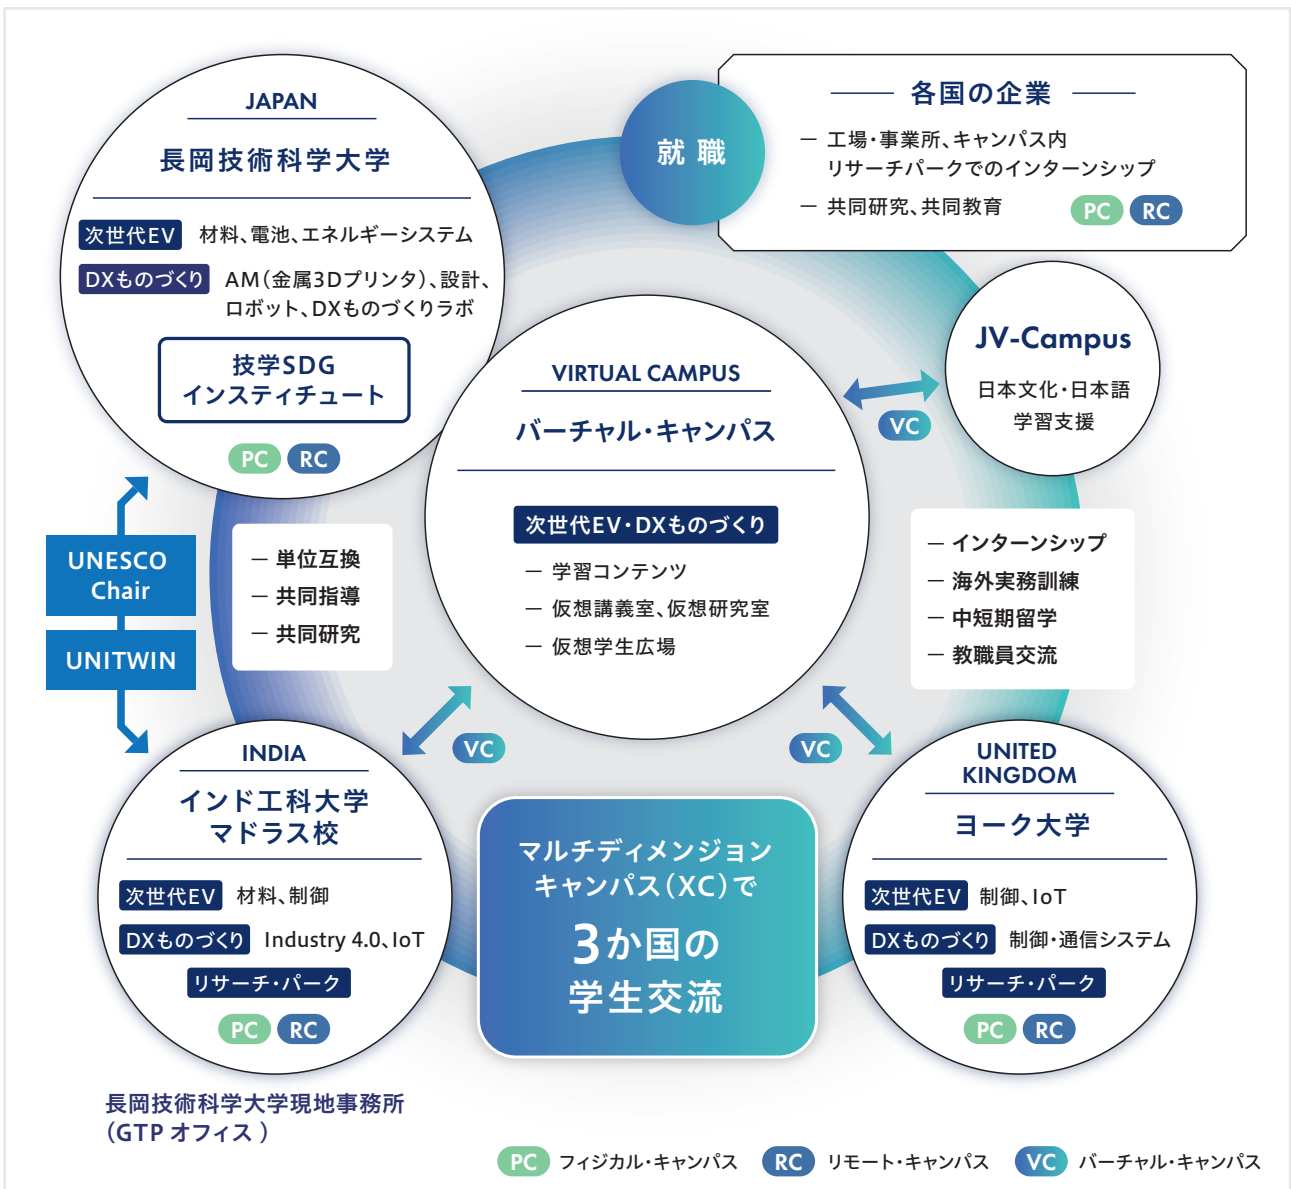 JAPAN
長岡技術科学大学
次世代EV 材料、電池、エネルギーシステム
DXものづくり AM(金属3Dプリンタ)、設計、
ロボット、DXものづくりラボ
技学SDG
インスティチュート
PC RC
就 職
各国の企業
― 工場・事業所、キャンパス内
リサーチパークでのインターンシップ
― 共同研究、共同教育
PC RC
JV-Campus
日本文化・日本語
学習支援
VC
VIRTUAL CAMPUS
バーチャル・キャンパス
次世代EV・DXものづくり
― 学習コンテンツ
― 仮想講義室、仮想研究室
― 仮想学生広場
UNESCO
Chair
UNITWIN
― 単位互換
― 共同指導
― 共同研究
― インターンシップ
― 海外実務訓練
― 中短期留学
― 教職員交流
VC
VC
INDIA
インド工科大学
マドラス校
次世代EV 材料、制御
DXものづくり Industry 4.0、IoT
リサーチ・パーク
PC RC
長岡技術科学大学現地事務所
(GTP オフィス )
マルチディメンジョン
キャンパス(XC)で
3か国の
学生交流
UNITED
KINGDOM
ヨーク大学
次世代EV 制御、IoT
DXものづくり 制御・通信システム
リサーチ・パーク
PC RC
PC フィジカル・キャンパス RC リモート・キャンパス VC バーチャル・キャンパス